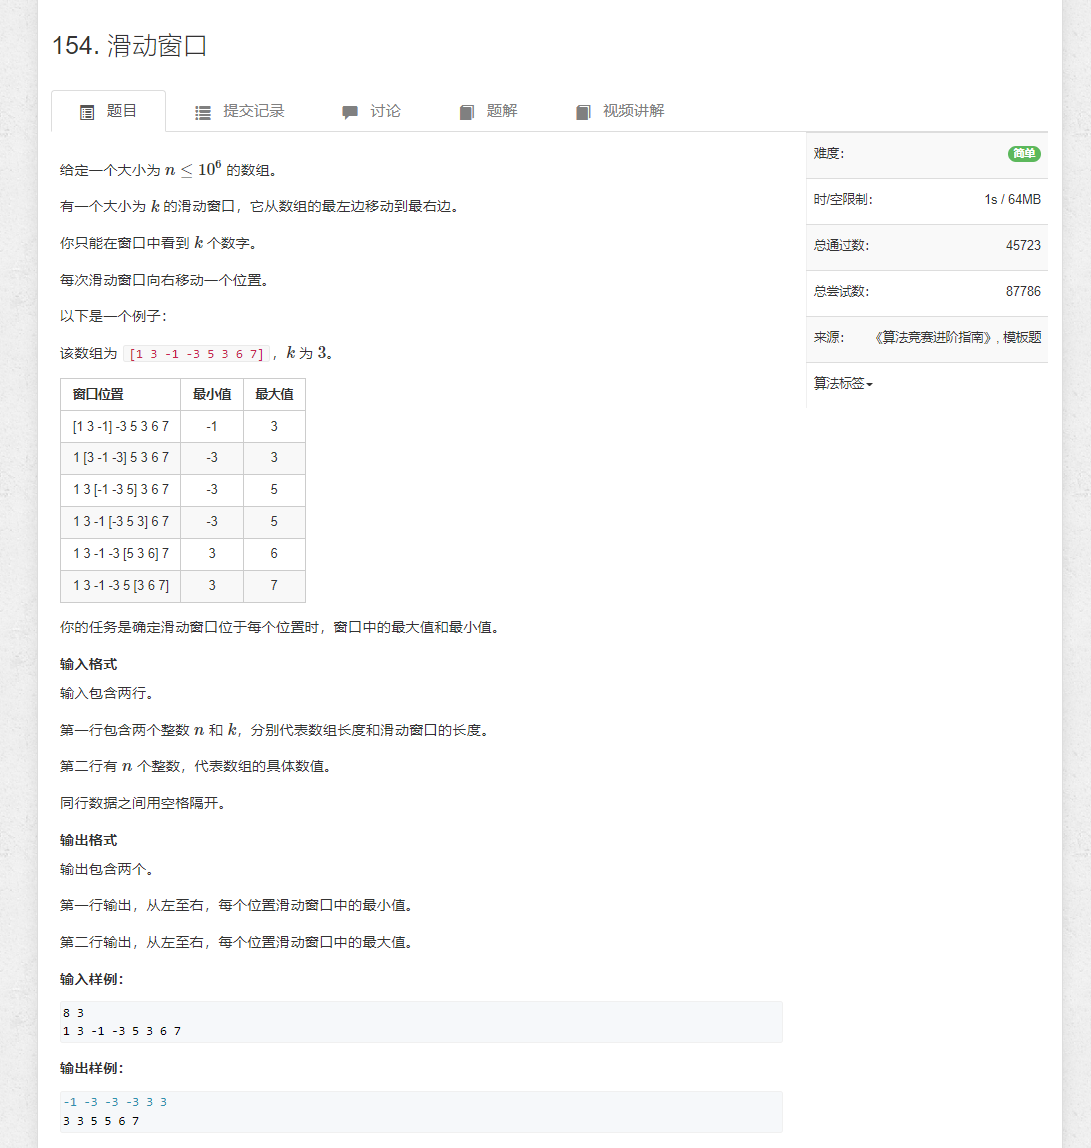 154. 滑动窗口
题目 提交记录 讨论 题解 视频讲解
给定一个大小为 n ≤ 10⁶ 的数组。
有一个大小为 k 的滑动窗口，它从数组的最左边移动到最右边。
你只能在窗口中看到 k 个数字。
每次滑动窗口向右移动一个位置。
以下是一个例子：
该数组为 [1 3 -1 -3 5 3 6 7]，k 为 3。
窗口位置 最小值 最大值
[1 3 -1] -3 5 3 6 7 -1 3
1 [3 -1 -3] 5 3 6 7 -3 3
1 3 [-1 -3 5] 3 6 7 -3 5
1 3 -1 [-3 5 3] 6 7 -3 5
1 3 -1 -3 [5 3 6] 7 3 6
1 3 -1 -3 5 [3 6 7] 3 7
你的任务是确定滑动窗口位于每个位置时，窗口中的最大值和最小值。
输入格式
输入包含两行。
第一行包含两个整数 n 和 k，分别代表数组长度和滑动窗口的长度。
第二行有 n 个整数，代表数组的具体数值。
同行数据之间用空格隔开。
输出格式
输出包含两个。
第一行输出，从左至右，每个位置滑动窗口中的最小值。
第二行输出，从左至右，每个位置滑动窗口中的最大值。
输入样例：
8 3
1 3 -1 -3 5 3 6 7
输出样例：
-1 -3 -3 -3 3 3
3 3 5 5 6 7
难度： 简单
时/空限制： 1s / 64MB
总通过数： 45723
总尝试数： 87786
来源： 《算法竞赛进阶指南》, 模板题
算法标签